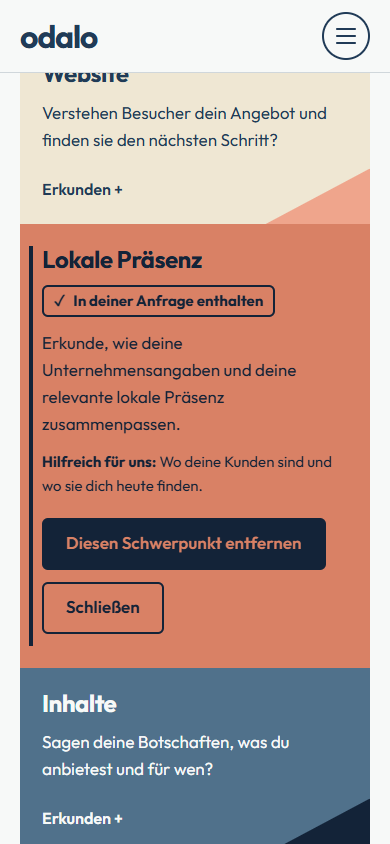 odalo
Website
Verstehen Besucher dein Angebot und
finden sie den nächsten Schritt?
Erkunden +
Lokale Präsenz
✓ In deiner Anfrage enthalten
Erkunde, wie deine
Unternehmensangaben und deine
relevante lokale Präsenz
zusammenpassen.
Hilfreich für uns: Wo deine Kunden sind und
wo sie dich heute finden.
Diesen Schwerpunkt entfernen
Schließen
Inhalte
Sagen deine Botschaften, was du
anbietest und für wen?
Erkunden +